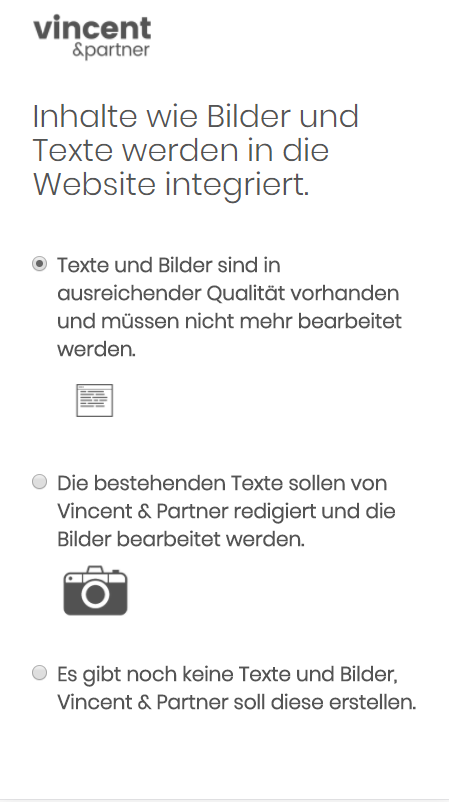 vincent
&partner
Inhalte wie Bilder und
Texte werden in die
Website integriert.
Texte und Bilder sind in
ausreichender Qualität vorhanden
und müssen nicht mehr bearbeitet
werden.
Die bestehenden Texte sollen von
Vincent & Partner redigiert und die
Bilder bearbeitet werden.
Es gibt noch keine Texte und Bilder,
Vincent & Partner soll diese erstellen.